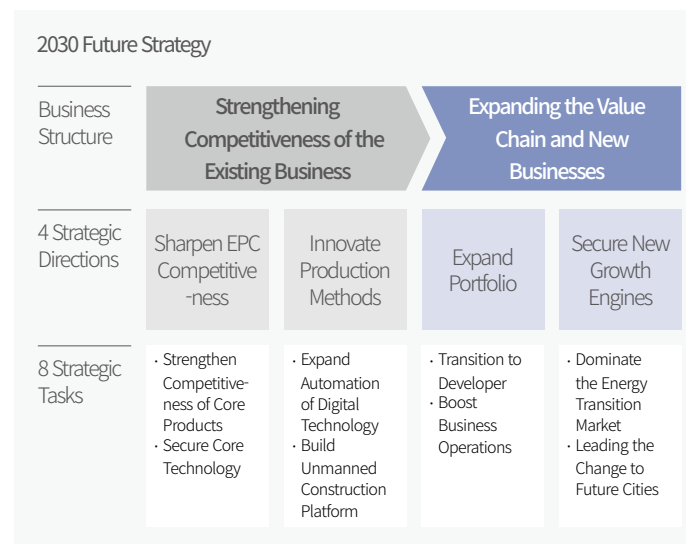 2030 Future Strategy
Business
Structure
Strengthening
Competitiveness of the
Existing Business
Expanding the Value
Chain and New
Businesses
4 Strategic
Directions
Sharpen EPC
Competitive
-ness
Innovate
Production
Methods
Expand
Portfolio
Secure New
Growth
Engines
8 Strategic
Tasks
· Strengthen
Competitive-
ness of Core
Products
· Secure Core
Technology
· Expand
Automation
of Digital
Technology
· Build
Unmanned
Construction
Platform
· Transition to
Developer
· Boost
Business
Operations
· Dominate
the Energy
Transition
Market
· Leading the
Change to
Future Cities